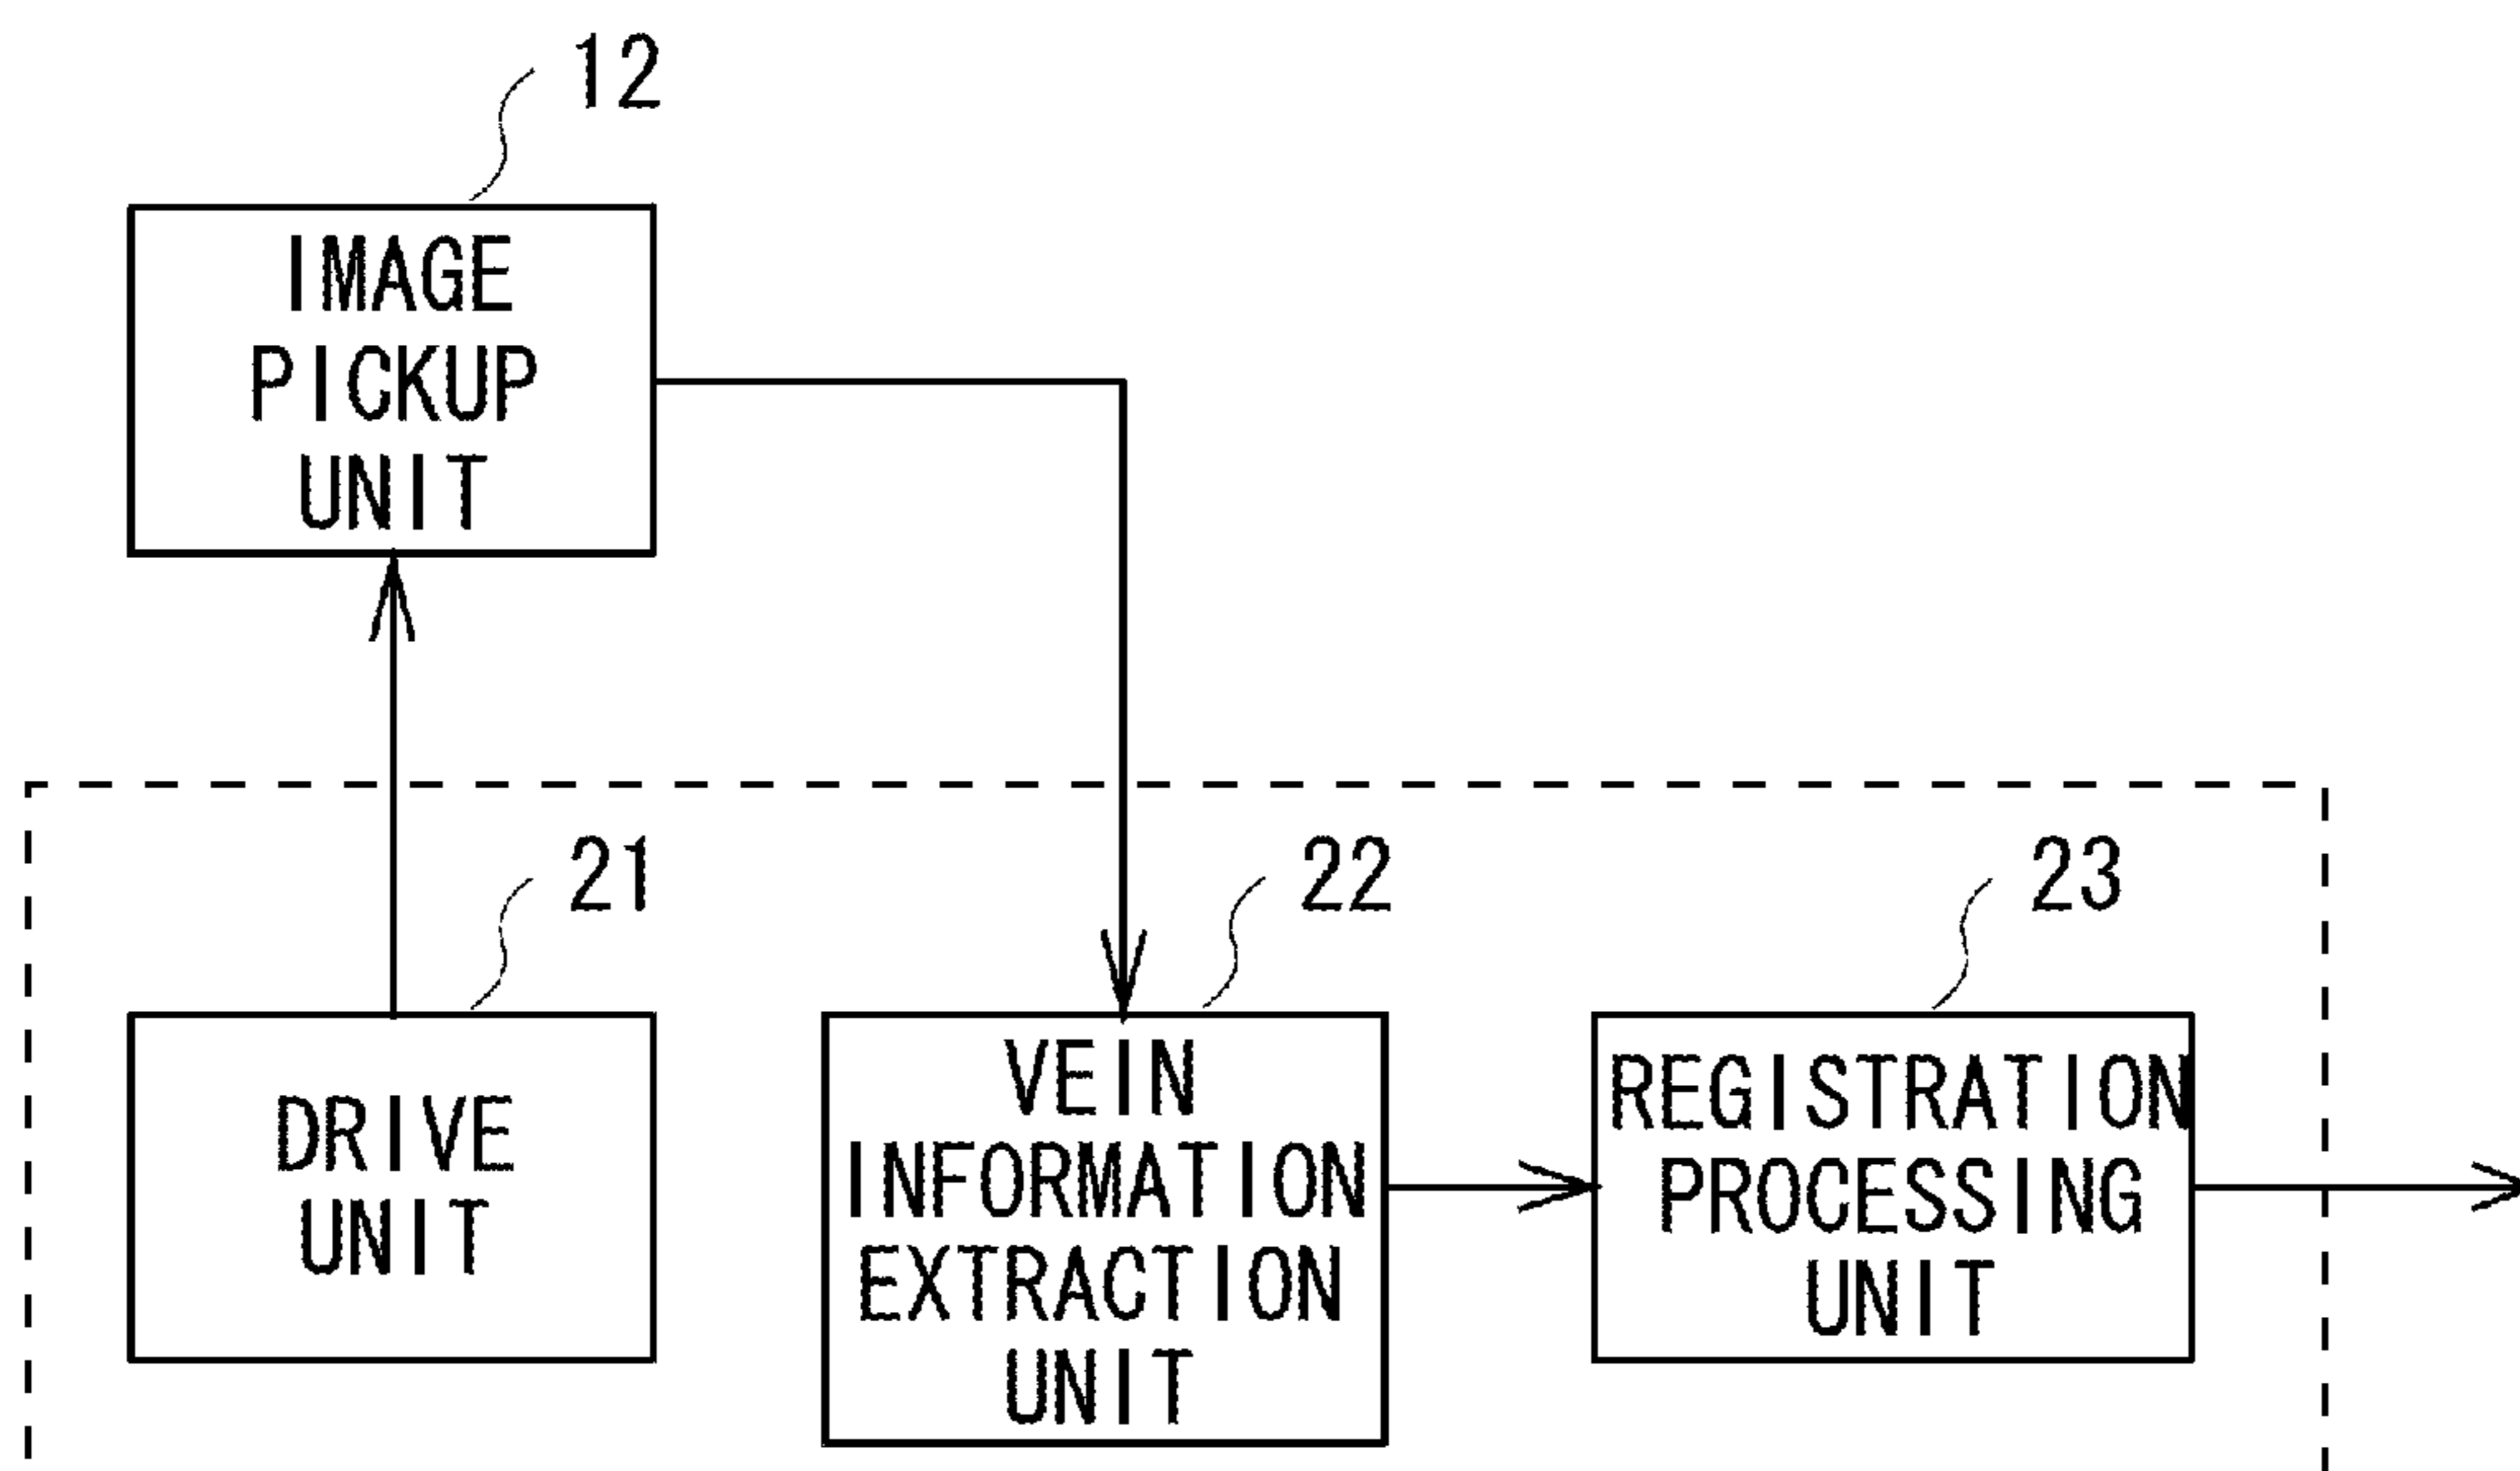 12
IMAGE
PICKUP
UNIT
21
DRIVE
UNIT
22
VEIN
INFORMATION
EXTRACTION
UNIT
23
REGISTRATION
PROCESSING
UNIT